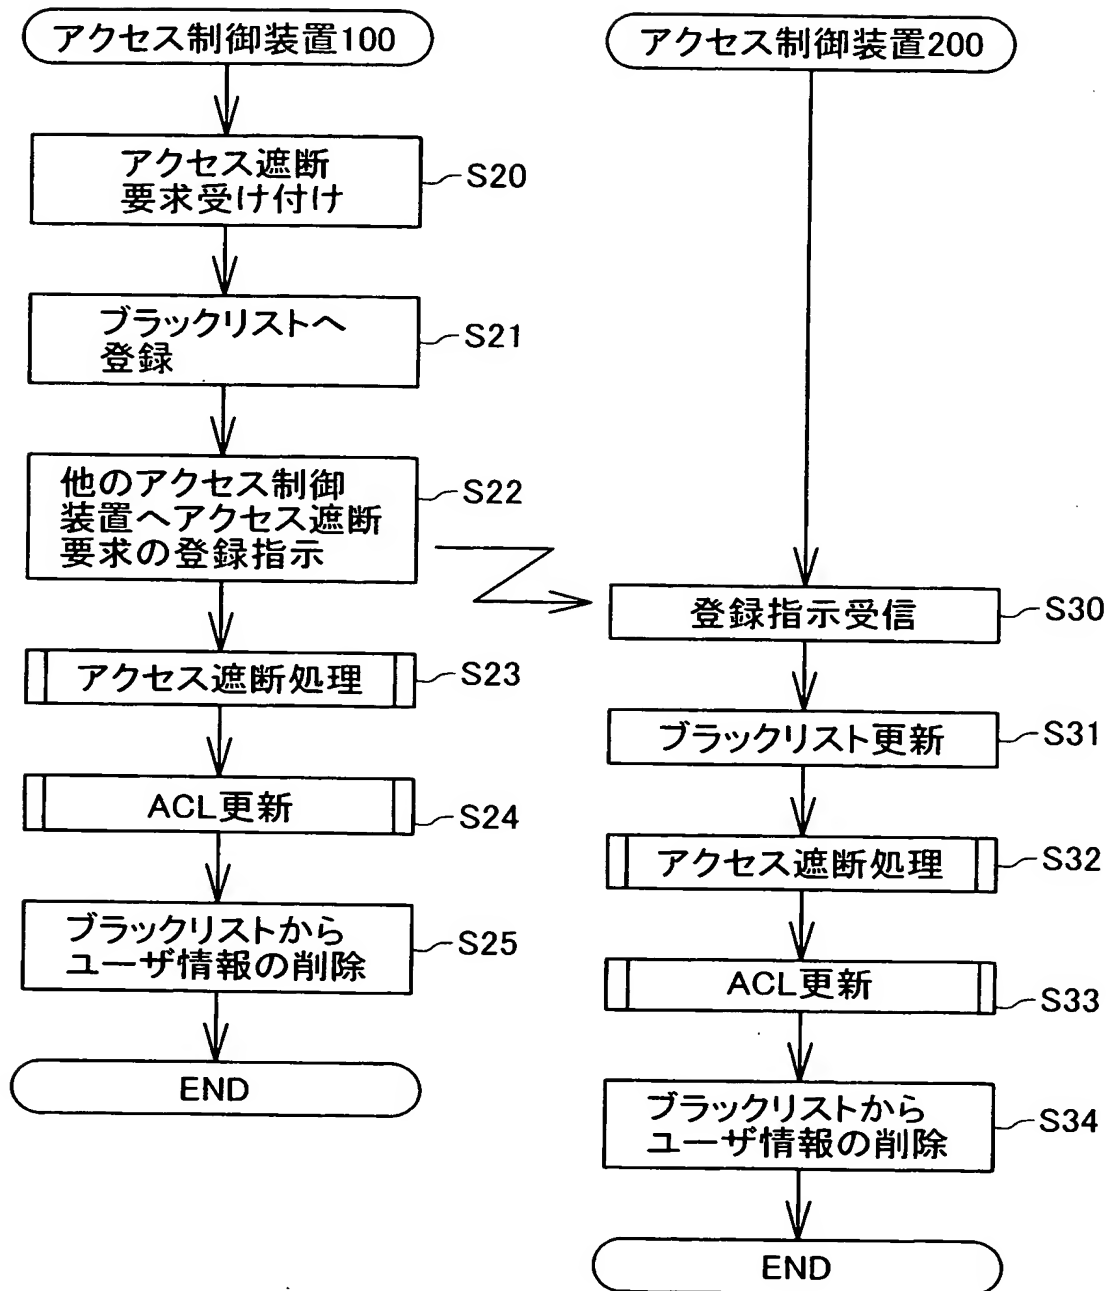 アクセス制御装置100
アクセス遮断
要求受け付け
S20
ブラックリストへ
登録
S21
他のアクセス制御
装置へアクセス遮断
要求の登録指示
S22
アクセス遮断処理
S23
ACL更新
S24
ブラックリストから
ユーザ情報の削除
S25
END
アクセス制御装置200
登録指示受信
S30
ブラックリスト更新
S31
アクセス遮断処理
S32
ACL更新
S33
ブラックリストから
ユーザ情報の削除
S34
END